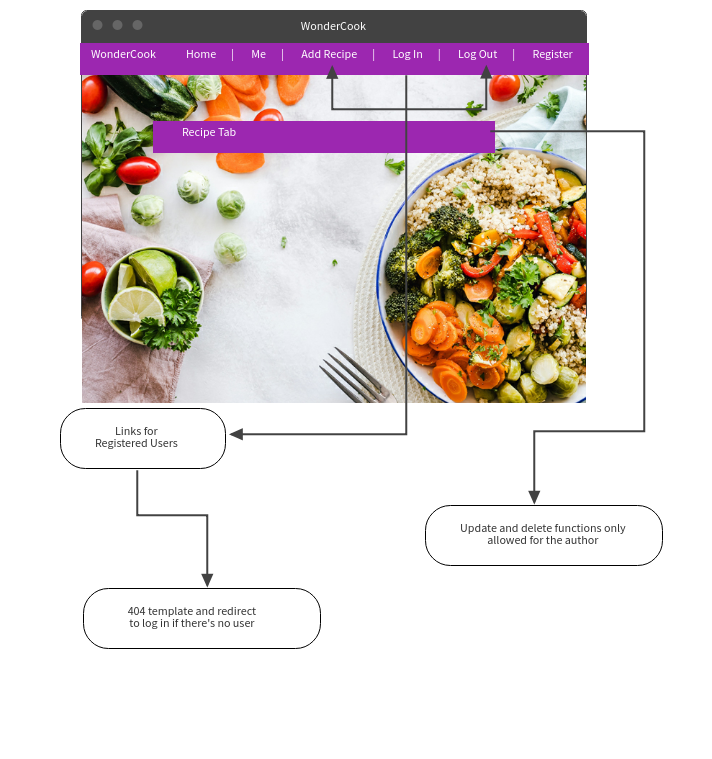 WonderCook
WonderCook Home | Me | Add Recipe | Log In | Log Out | Register
Recipe Tab
Links for
Registered Users
Update and delete functions only
allowed for the author
404 template and redirect
to log in if there's no user